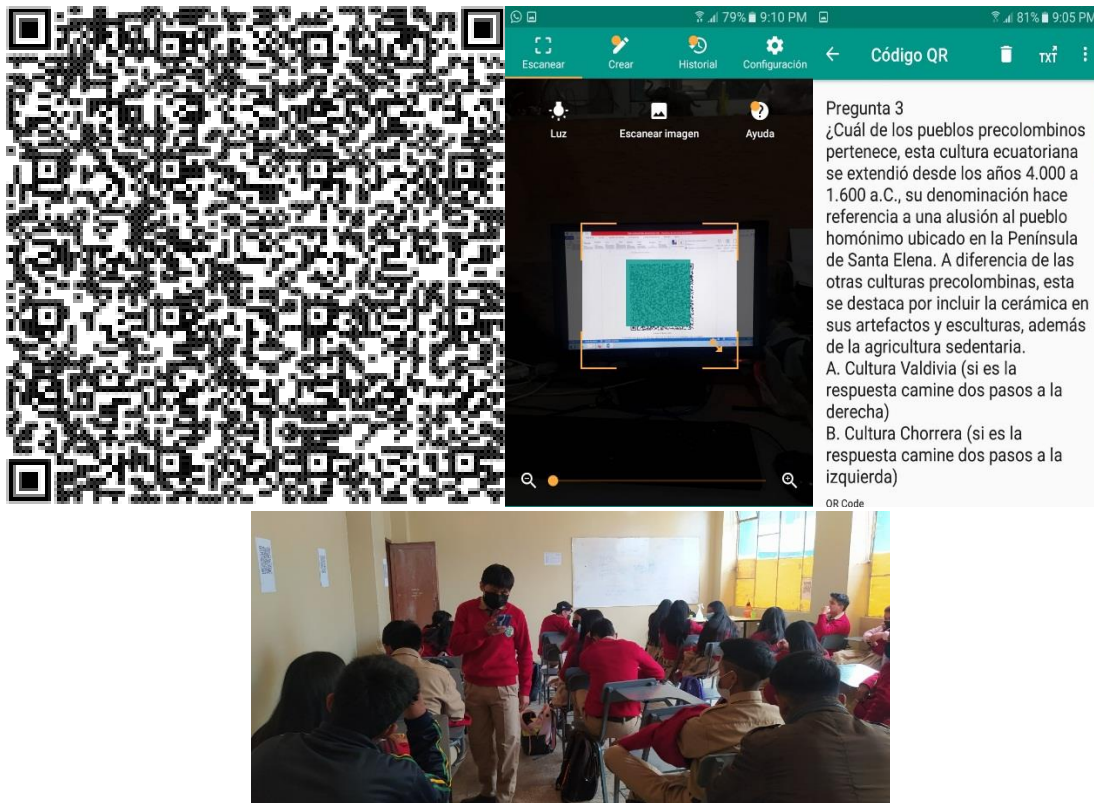 79% 9:10 PM
Escanear
Crear
Historial
Configuración
Luz
Escanear imagen
Ayuda
81% 9:05 PM
Código QR
TXT
Pregunta 3
¿Cuál de los pueblos precolombinos
pertenece, esta cultura ecuatoriana
se extendió desde los años 4.000 a
1.600 a.C., su denominación hace
referencia a una alusión al pueblo
homónimo ubicado en la Península
de Santa Elena. A diferencia de las
otras culturas precolombinas, esta
se destaca por incluir la cerámica en
sus artefactos y esculturas, además
de la agricultura sedentaria.
A. Cultura Valdivia (si es la
respuesta camine dos pasos a la
derecha)
B. Cultura Chorrera (si es la
respuesta camine dos pasos a la
izquierda)
QR Code